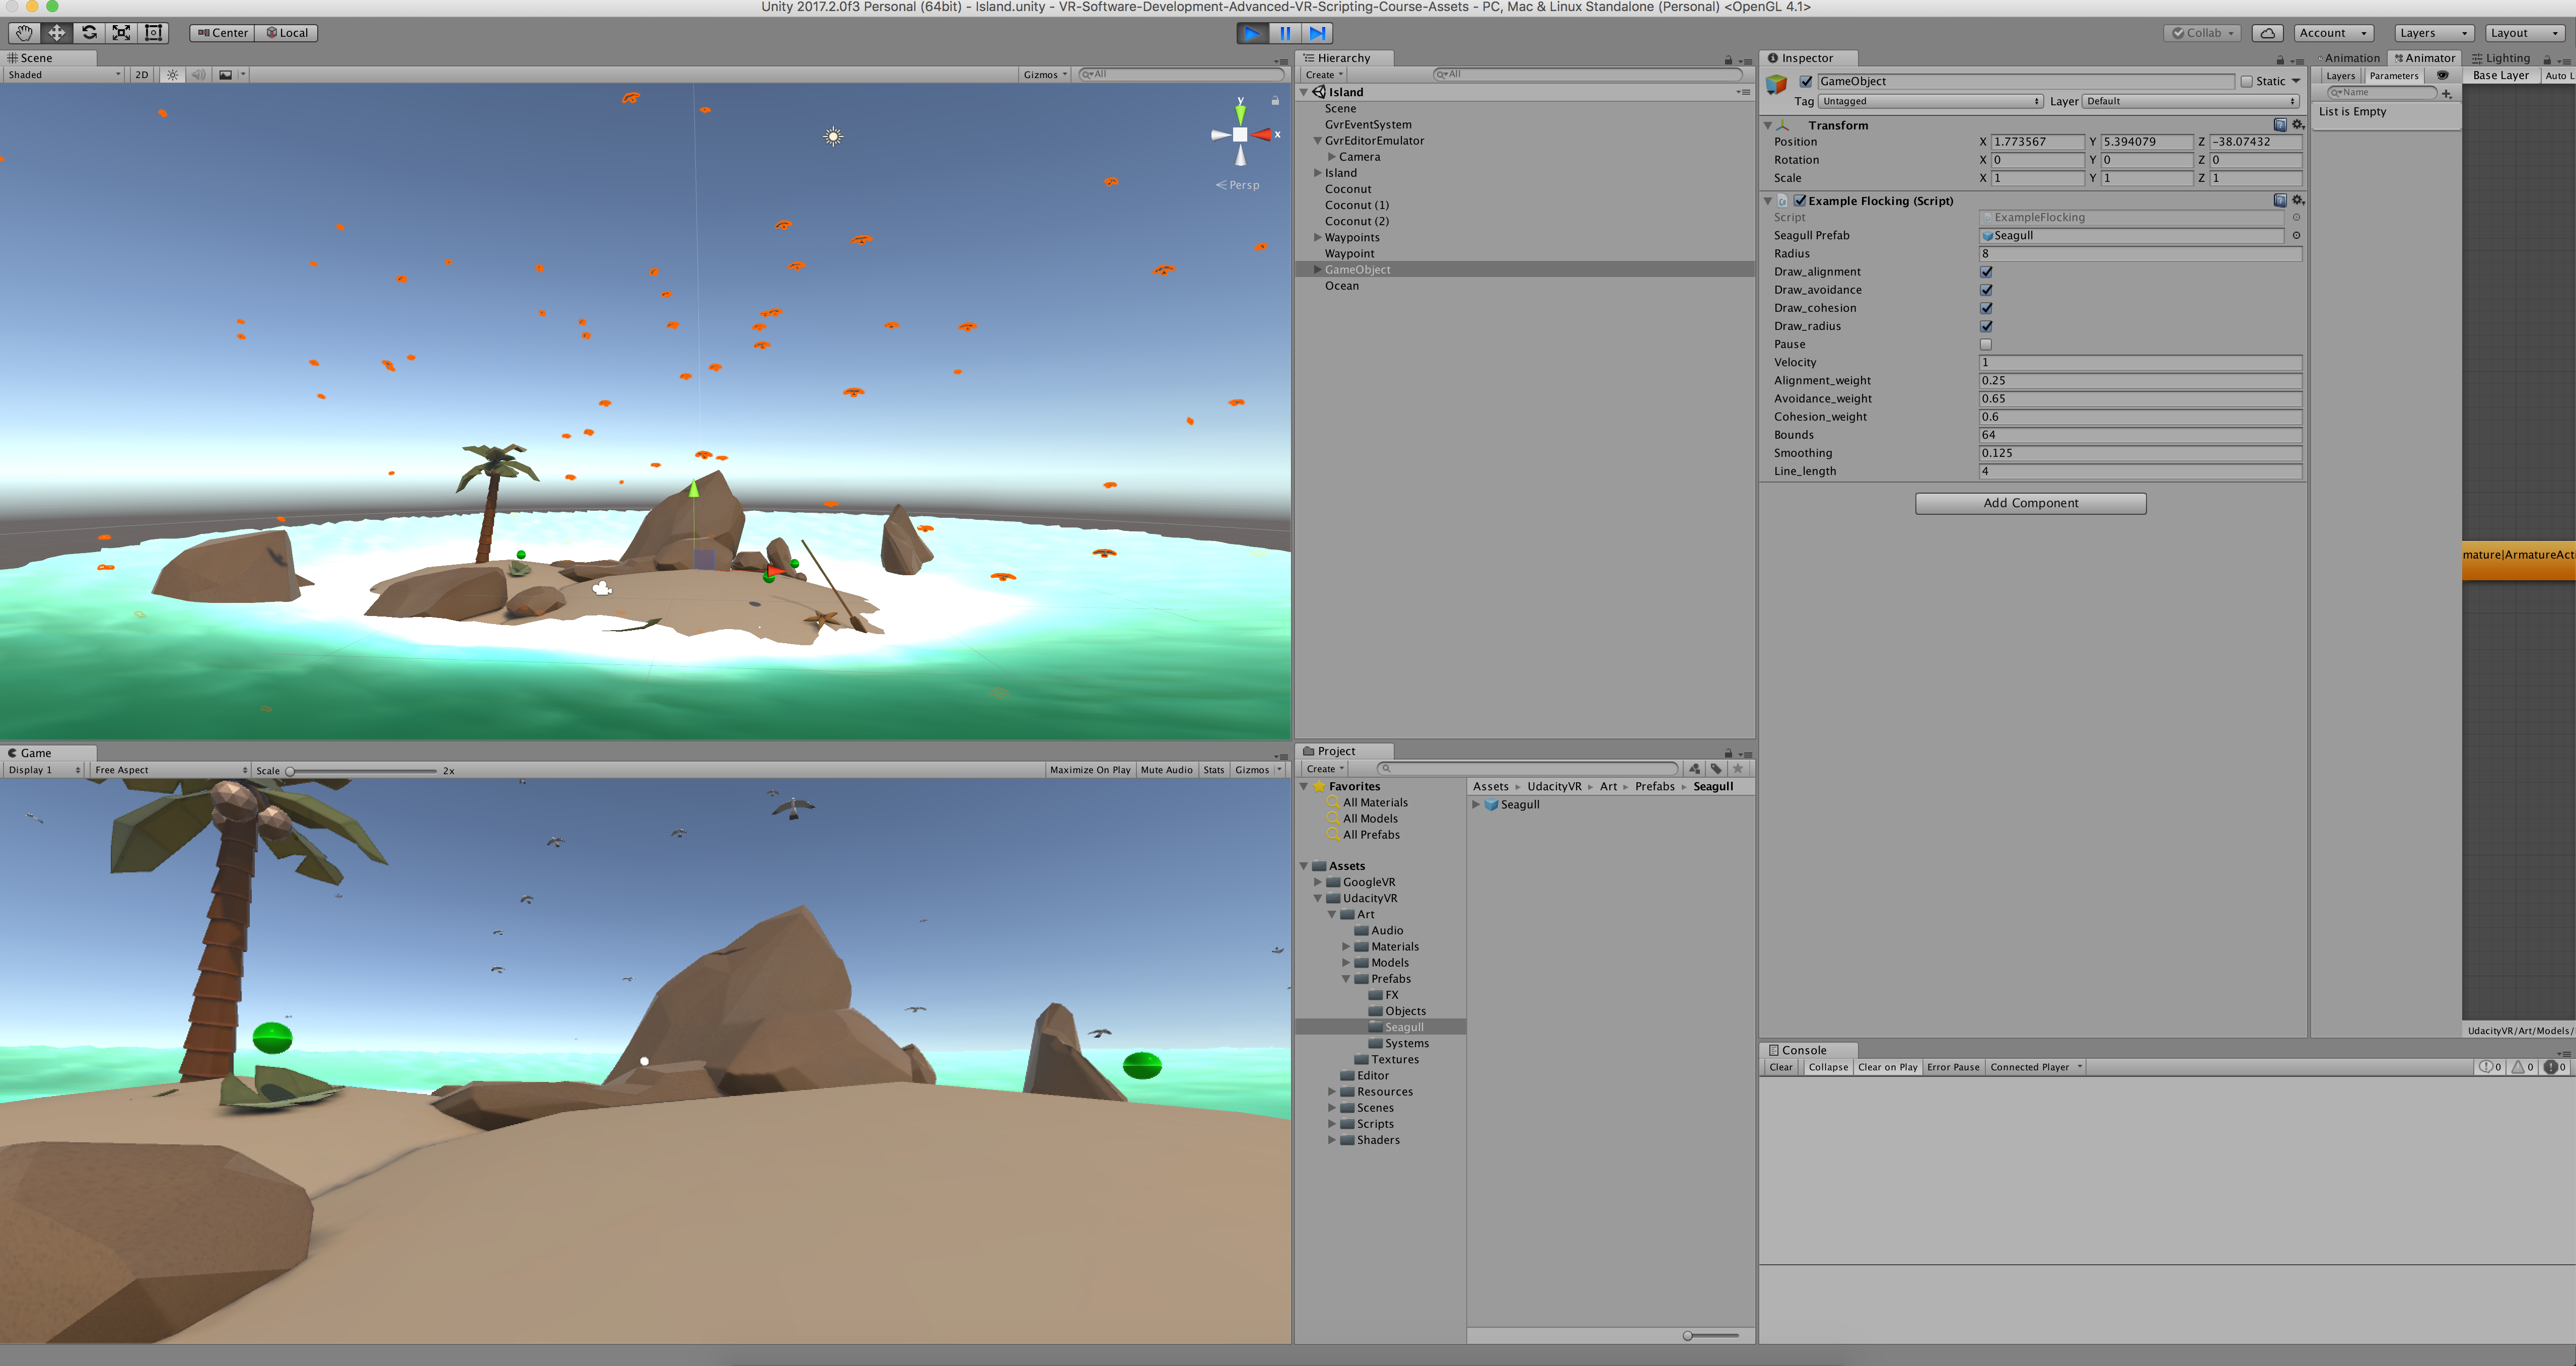 Unity 2017.2.0f3 Personal (64bit) - Island.unity - VR-Software-Development-Advanced-VR-Scripting-Course-Assets - PC, Mac & Linux Standalone (Personal) <OpenGL 4.1>
Center Local Collab Account Layers Layout
Scene
Shaded 2D Gizmos All
y
x
Persp
Game
Display 1 Free Aspect Scale 2x Maximize On Play Mute Audio Stats Gizmos
Hierarchy
Create All
Island
Scene
GvrEventSystem
GvrEditorEmulator
Camera
Island
Coconut
Coconut (1)
Coconut (2)
Waypoints
Waypoint
GameObject
Ocean
Project
Create
Favorites
All Materials
All Models
All Prefabs
Assets
GoogleVR
UdacityVR
Art
Audio
Materials
Models
Prefabs
FX
Objects
Seagull
Systems
Textures
Editor
Resources
Scenes
Scripts
Shaders
Assets UdacityVR Art Prefabs Seagull
Seagull
Inspector
GameObject Static
Tag Untagged Layer Default
Transform
Position X 1.773567 Y 5.394079 Z -38.07432
Rotation X 0 Y 0 Z 0
Scale X 1 Y 1 Z 1
Example Flocking (Script)
Script ExampleFlocking
Seagull Prefab Seagull
Radius 8
Draw_alignment
Draw_avoidance
Draw_cohesion
Draw_radius
Pause
Velocity 1
Alignment_weight 0.25
Avoidance_weight 0.65
Cohesion_weight 0.6
Bounds 64
Smoothing 0.125
Line_length 4
Add Component
Animation Animator Lighting
Layers Parameters Base Layer Auto L
Name
List is Empty
mature|ArmatureActi
UdacityVR/Art/Models/
Console
Clear Collapse Clear on Play Error Pause Connected Player 0 0 0